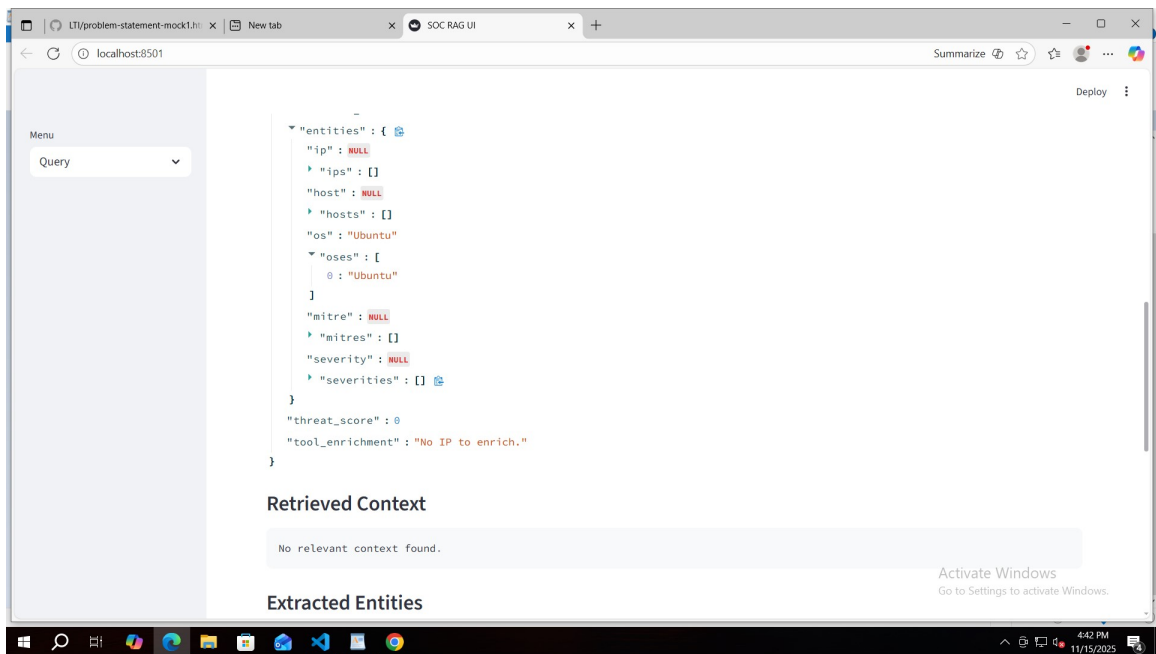 LTI/problem-statement-mock1.ht
New tab
SOC RAG UI
localhost:8501
Summarize
Deploy
Menu
Query
"entities" : {
"ip" : NULL
"ips" : []
"host" : NULL
"hosts" : []
"os" : "Ubuntu"
"oses" : [
0 : "Ubuntu"
]
"mitre" : NULL
"mitres" : []
"severity" : NULL
"severities" : []
}
"threat_score" : 0
"tool_enrichment" : "No IP to enrich."
}
Retrieved Context
No relevant context found.
Extracted Entities
Activate Windows
Go to Settings to activate Windows.
4:42 PM
11/15/2025
4